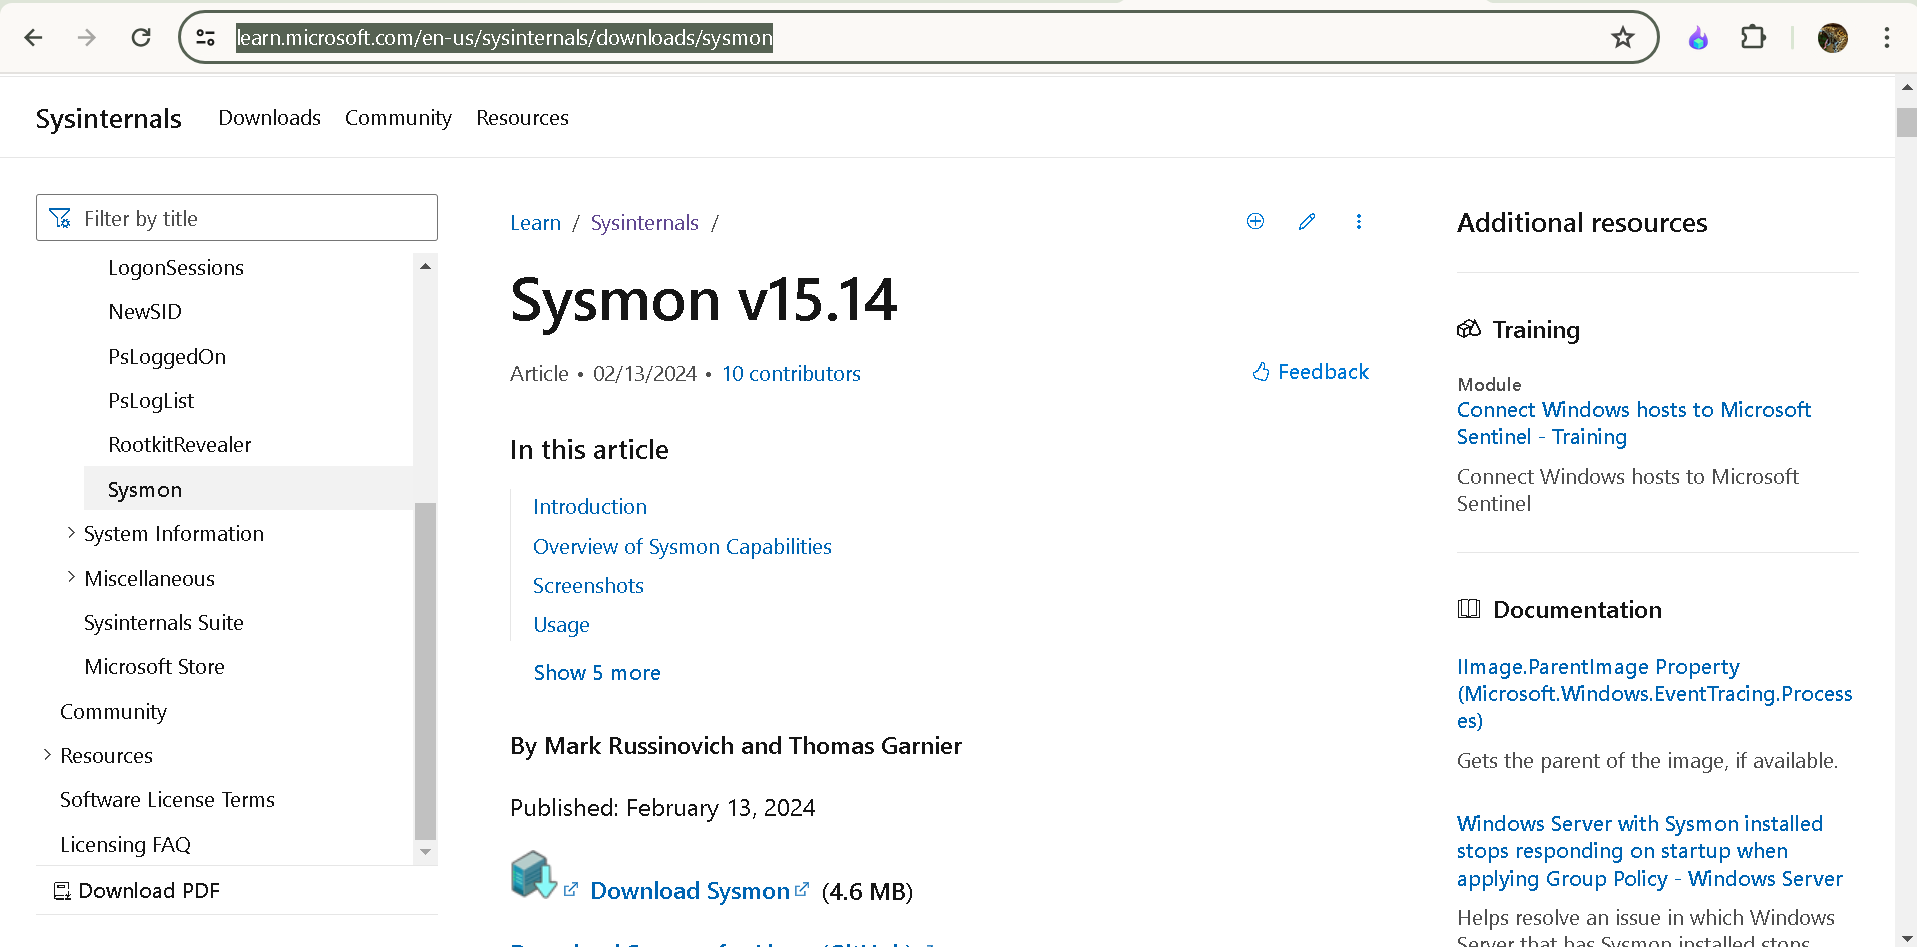 learn.microsoft.com/en-us/sysinternals/downloads/sysmon
Sysinternals
Downloads
Community
Resources
Filter by title
LogonSessions
NewSID
PsLoggedOn
PsLogList
RootkitRevealer
Sysmon
System Information
Miscellaneous
Sysinternals Suite
Microsoft Store
Community
Resources
Software License Terms
Licensing FAQ
Download PDF
Learn / Sysinternals /
Sysmon v15.14
Article • 02/13/2024 • 10 contributors
Feedback
In this article
Introduction
Overview of Sysmon Capabilities
Screenshots
Usage
Show 5 more
By Mark Russinovich and Thomas Garnier
Published: February 13, 2024
Download Sysmon (4.6 MB)
Additional resources
Training
Module
Connect Windows hosts to Microsoft
Sentinel - Training
Connect Windows hosts to Microsoft
Sentinel
Documentation
IImage.ParentImage Property
(Microsoft.Windows.EventTracing.Process
es)
Gets the parent of the image, if available.
Windows Server with Sysmon installed
stops responding on startup when
applying Group Policy - Windows Server
Helps resolve an issue in which Windows
Server that has Sysmon installed stops